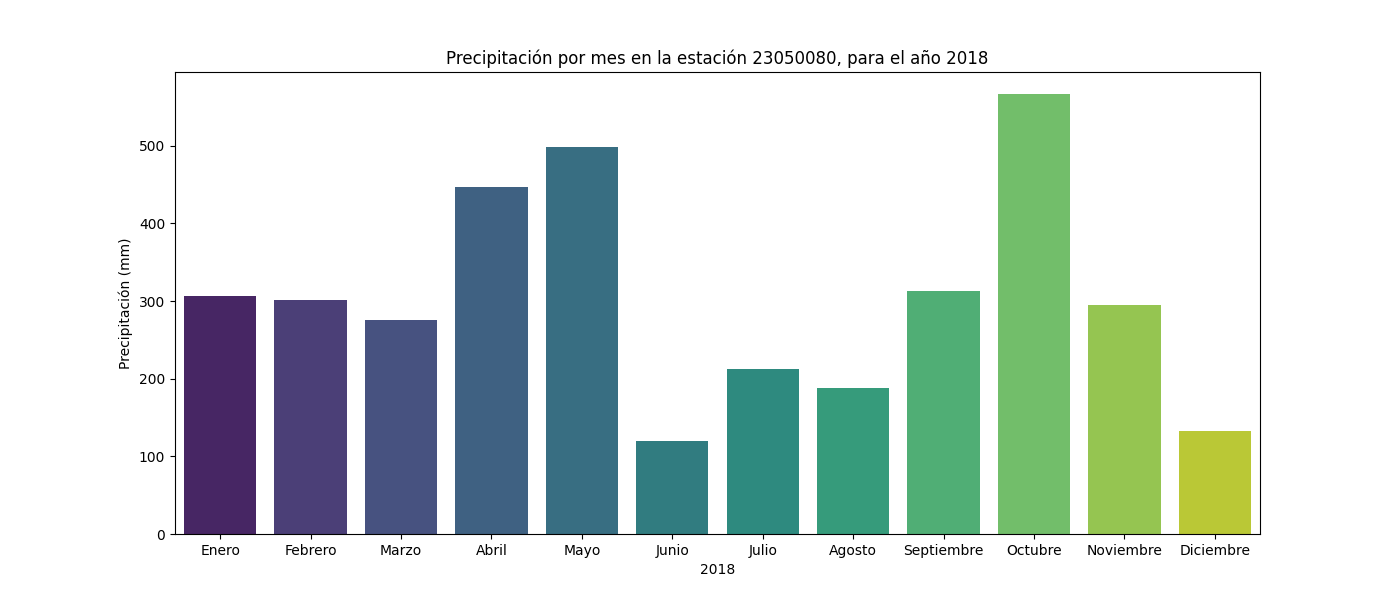 Precipitación por mes en la estación 23050080, para el año 2018
Precipitación (mm)
500
400
300
200
100
0
Enero Febrero Marzo Abril Mayo Junio Julio Agosto Septiembre Octubre Noviembre Diciembre
2018